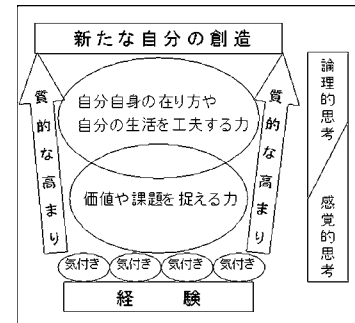 新たな自分の創造
質的な高まり
自分自身の在り方や
自分の生活を工夫する力
質的な高まり
論理的思考
価値や課題を捉える力
感覚的思考
気付き 気付き 気付き 気付き
経 験